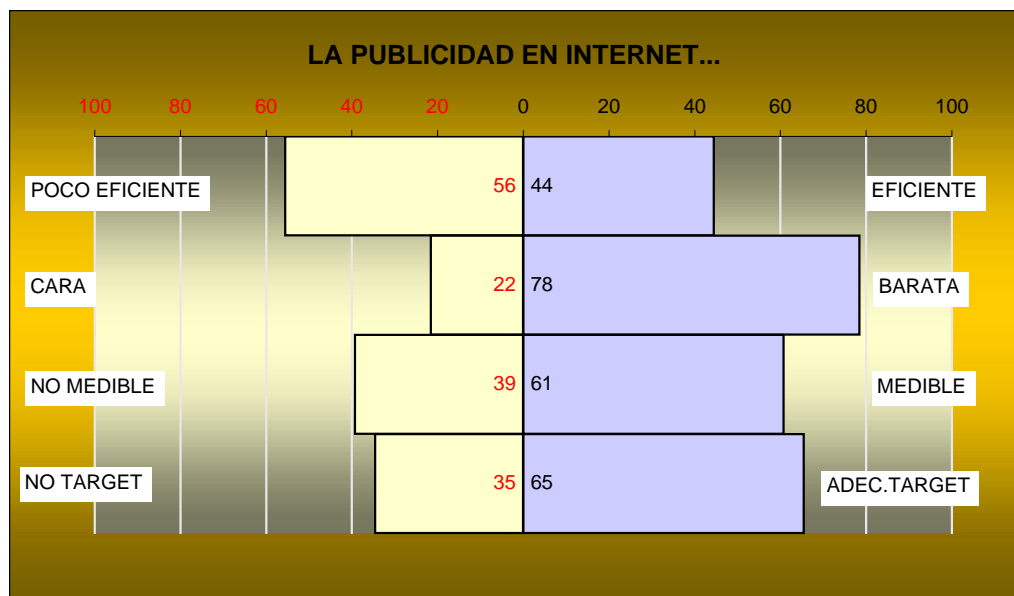 LA PUBLICIDAD EN INTERNET...
100 80 60 40 20 0 20 40 60 80 100
POCO EFICIENTE 56 44 EFICIENTE
CARA 22 78 BARATA
NO MEDIBLE 39 61 MEDIBLE
NO TARGET 35 65 ADEC.TARGET